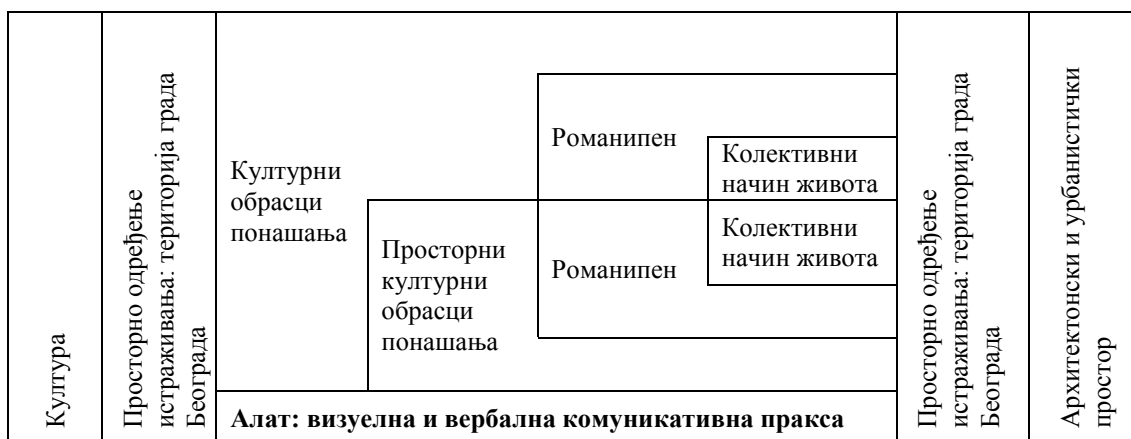 Култура
Просторно одређење
истраживања: територија града
Београда
Културни
обрасци
понашања
Просторни
културни
обрасци
понашања
Романипен
Колективни
начин живота
Романипен
Колективни
начин живота
Алат: визуелна и вербална комуникативна пракса
Просторно одређење
истраживања: територија града
Београда
Архитектонски и урбанистички
простор